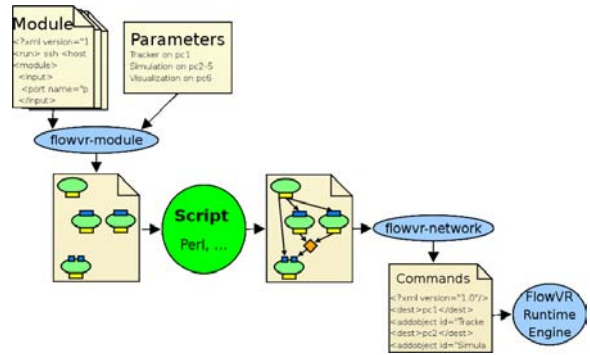 Module
<?xml version="1
<run> ssh <host
<module>
<input>
<port name="p
</input>
Parameters
Tracker on pc1
Simulation on pc2-5
Visualization on pc6
flowvr-module
Script
Perl, ...
flowvr-network
Commands
<?xml version="1.0"/>
<dest>pc1</dest>
<addobject id="Tracke
<dest>pc2</dest>
<addobject id="Simula
FlowVR
Runtime
Engine